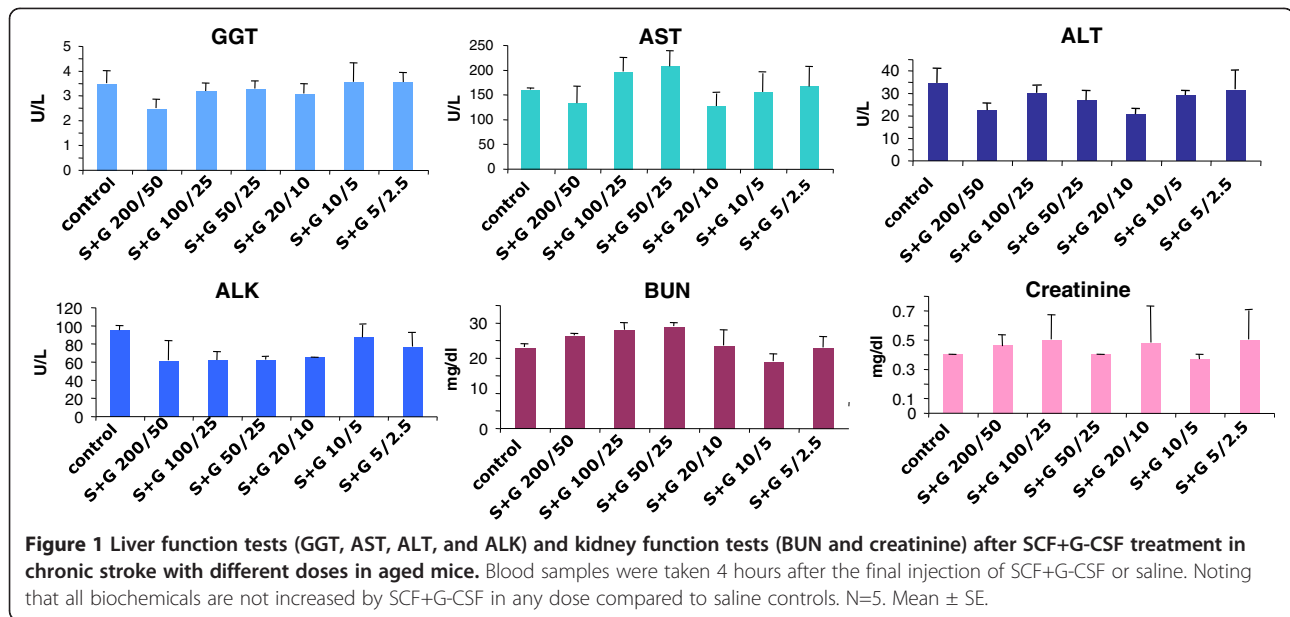 GGT
U/L
5
4
3
2
1
0
control
S+G 200/50
S+G 100/25
S+G 50/25
S+G 20/10
S+G 10/5
S+G 5/2.5
AST
U/L
250
200
150
100
50
0
control
S+G 200/50
S+G 100/25
S+G 50/25
S+G 20/10
S+G 10/5
S+G 5/2.5
ALT
U/L
40
30
20
10
0
control
S+G 200/50
S+G 100/25
S+G 50/25
S+G 20/10
S+G 10/5
S+G 5/2.5
ALK
U/L
120
100
80
60
40
20
0
control
S+G 200/50
S+G 100/25
S+G 50/25
S+G 20/10
S+G 10/5
S+G 5/2.5
BUN
mg/dl
30
20
10
0
control
S+G 200/50
S+G 100/25
S+G 50/25
S+G 20/10
S+G 10/5
S+G 5/2.5
Creatinine
mg/dl
0.7
0.5
0.3
0.1
0
control
S+G 200/50
S+G 100/25
S+G 50/25
S+G 20/10
S+G 10/5
S+G 5/2.5
Figure 1 Liver function tests (GGT, AST, ALT, and ALK) and kidney function tests (BUN and creatinine) after SCF+G-CSF treatment in
chronic stroke with different doses in aged mice. Blood samples were taken 4 hours after the final injection of SCF+G-CSF or saline. Noting
that all biochemicals are not increased by SCF+G-CSF in any dose compared to saline controls. N=5. Mean ± SE.